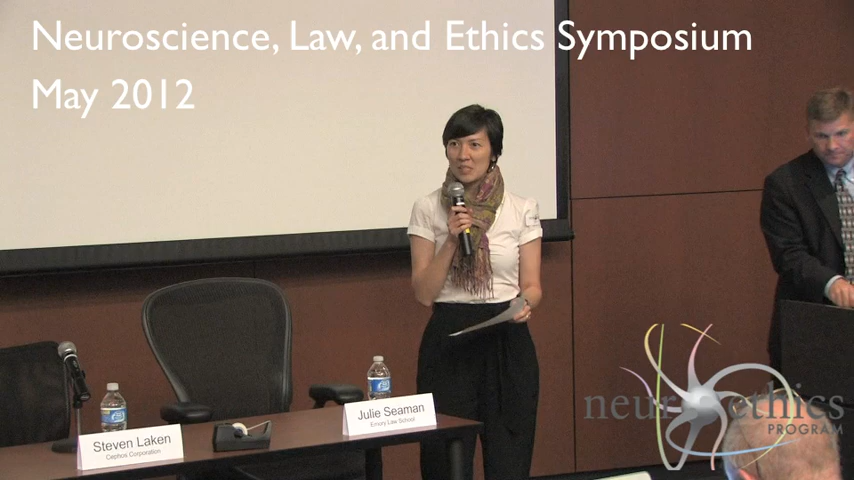 Neuroscience, Law, and Ethics Symposium
May 2012
Steven Laken
Cephos Corporation
Julie Seaman
Emory Law School
neuroethics
PROGRAM